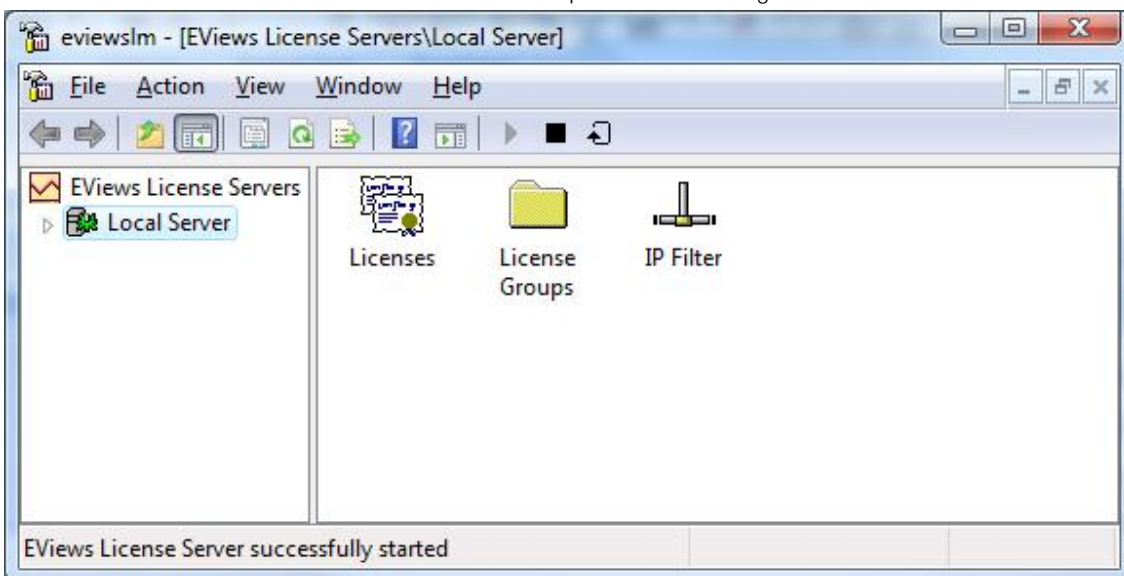 eviewslm - [EViews License Servers\Local Server]
File Action View Window Help
EViews License Servers
Local Server
Licenses
License Groups
IP Filter
EViews License Server successfully started